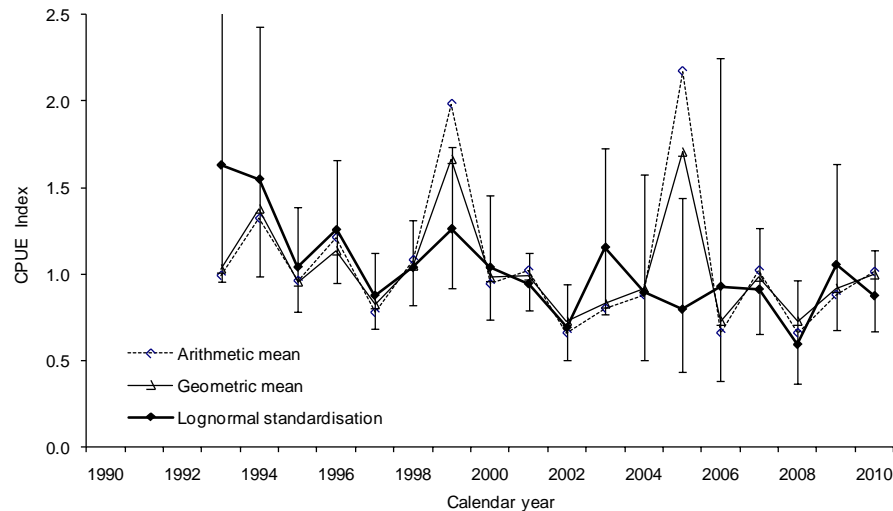 2.5
2.0
1.5
1.0
0.5
0.0
CPUE Index
Arithmetic mean
Geometric mean
Lognormal standardisation
1990 1992 1994 1996 1998 2000 2002 2004 2006 2008 2010
Calendar year